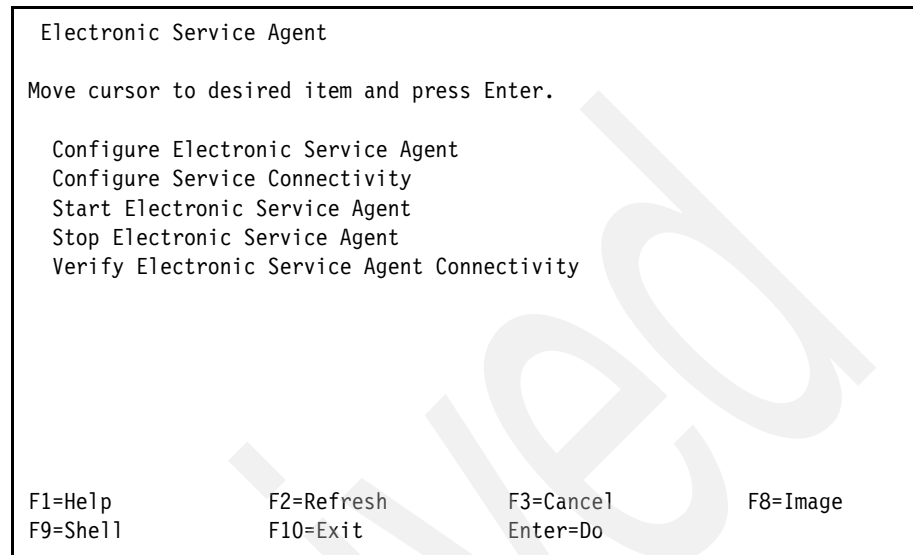 Electronic Service Agent
Move cursor to desired item and press Enter.
Configure Electronic Service Agent
Configure Service Connectivity
Start Electronic Service Agent
Stop Electronic Service Agent
Verify Electronic Service Agent Connectivity
F1=Help F2=Refresh F3=Cancel F8=Image
F9=Shell F10=Exit Enter=Do
ived